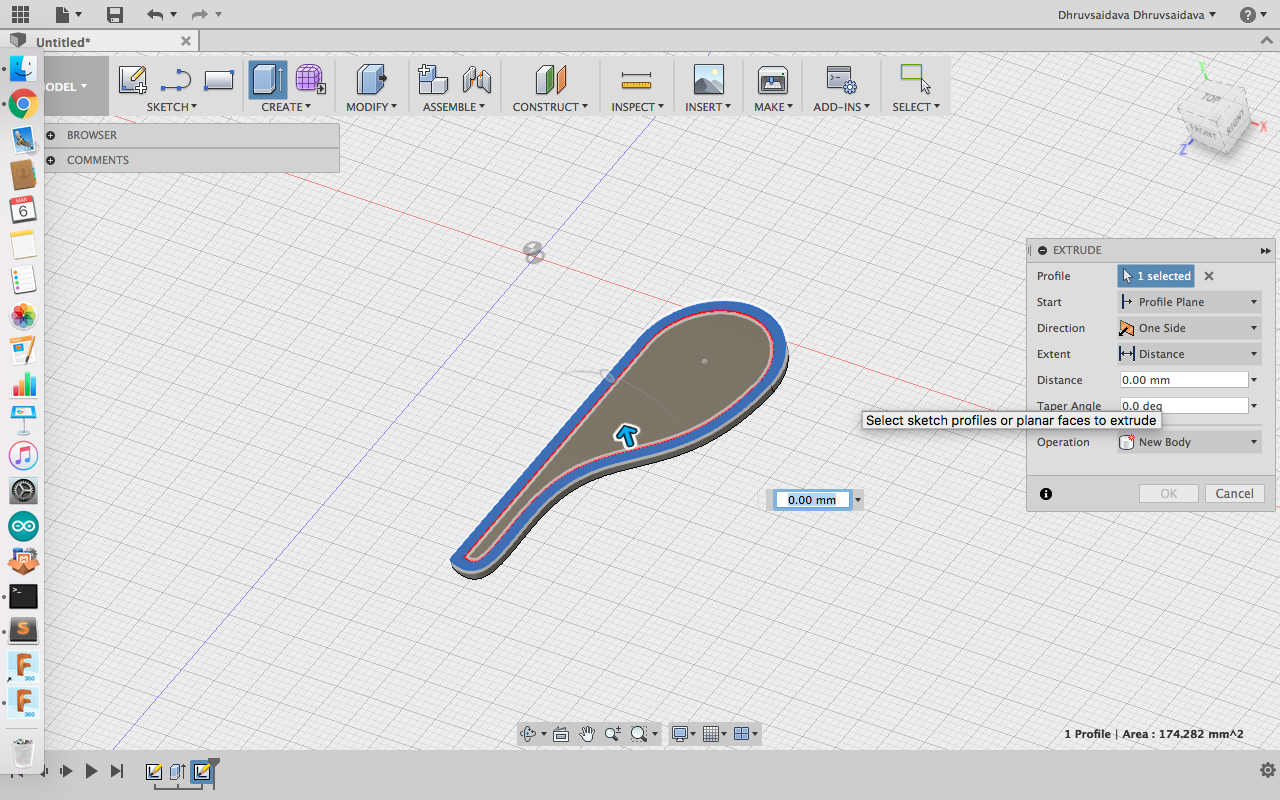 Dhruvsaidava Dhruvsaidava
?
Untitled*
ODEL
SKETCH
CREATE
MODIFY
ASSEMBLE
CONSTRUCT
INSPECT
INSERT
MAKE
ADD-INS
SELECT
BROWSER
COMMENTS
TOP
FRONT
RIGHT
Y
X
Z
MAR
6
EXTRUDE
Profile
1 selected
Start
Profile Plane
Direction
One Side
Extent
Distance
Distance
0.00 mm
Taper Angle
0.0 deg
Select sketch profiles or planar faces to extrude
Operation
New Body
OK
Cancel
0.00 mm
S
F
360
F
360
1 Profile | Area : 174.282 mm^2